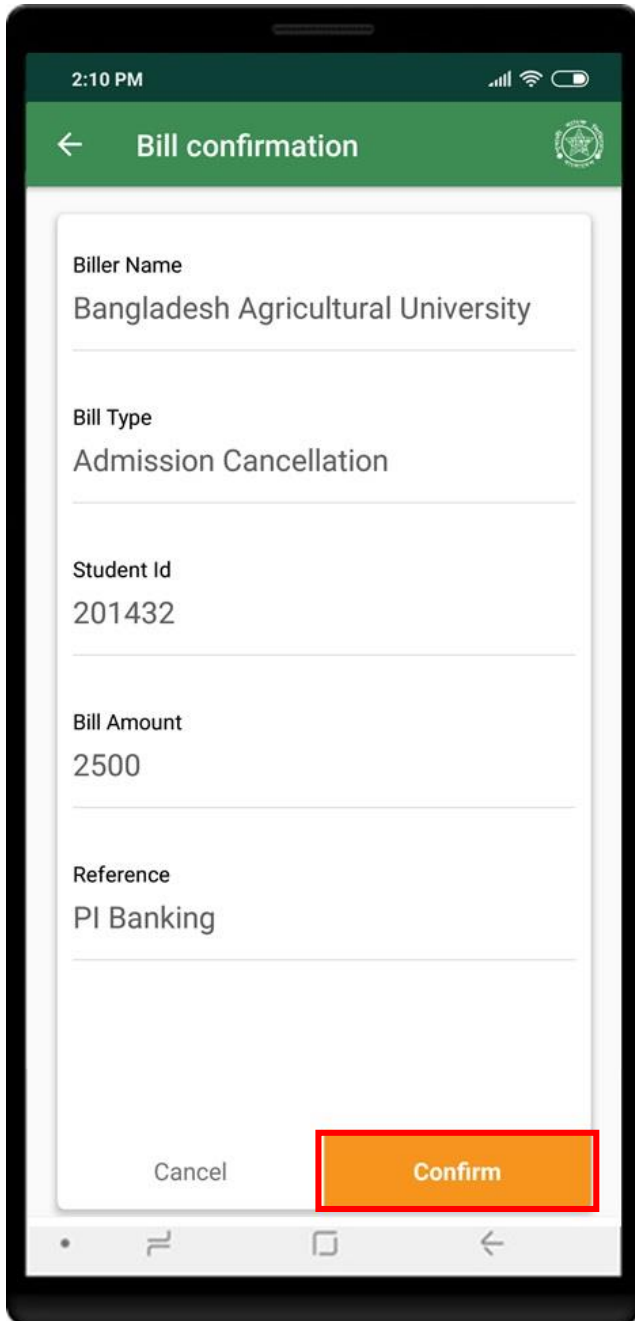 2:10 PM
Bill confirmation
Biller Name
Bangladesh Agricultural University
Bill Type
Admission Cancellation
Student Id
201432
Bill Amount
2500
Reference
PI Banking
Cancel
Confirm